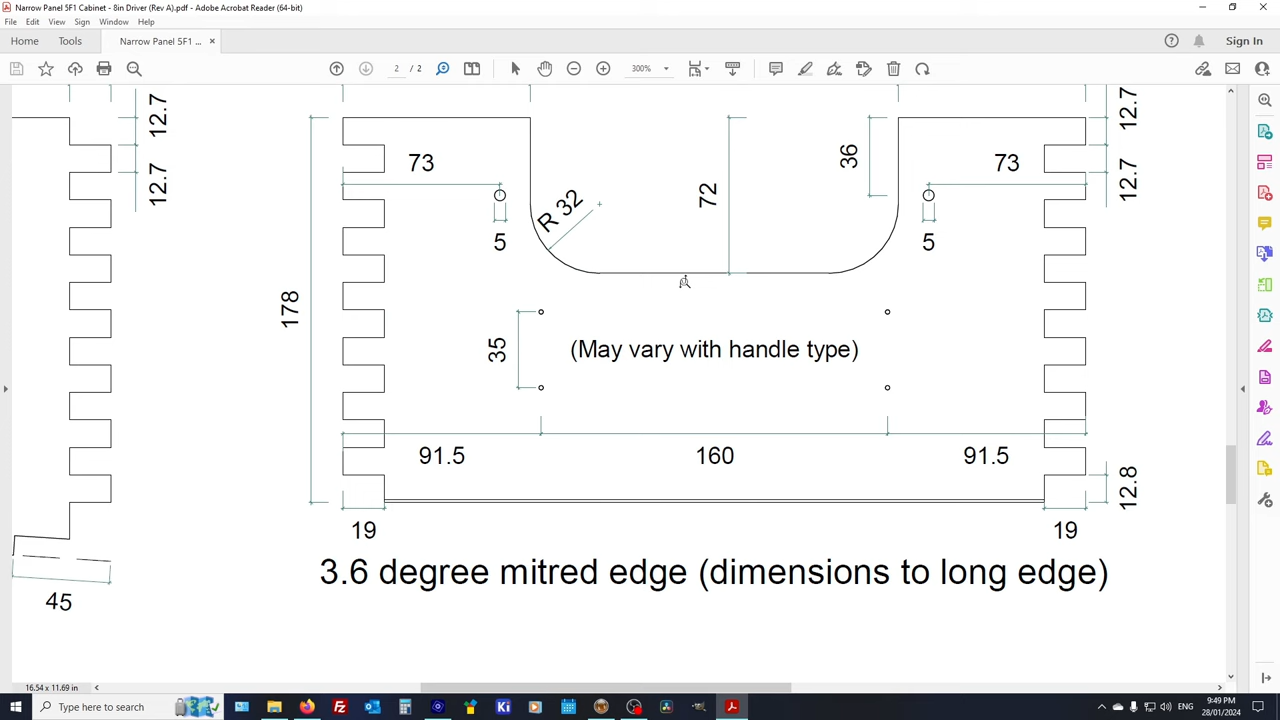 Narrow Panel 5F1 Cabinet - 8in Driver (Rev A).pdf - Adobe Acrobat Reader (64-bit)
File Edit View Sign Window Help
Home Tools Narrow Panel 5F1 ... × Sign In
2 / 2 300%
12.7
12.7
45
73
5
R 32
72
36
73
5
12.7
12.7
178
35
(May vary with handle type)
91.5
160
91.5
12.8
19
19
3.6 degree mitred edge (dimensions to long edge)
16.54 x 11.69 in
Type here to search
ENG
9:49 PM
28/01/2024